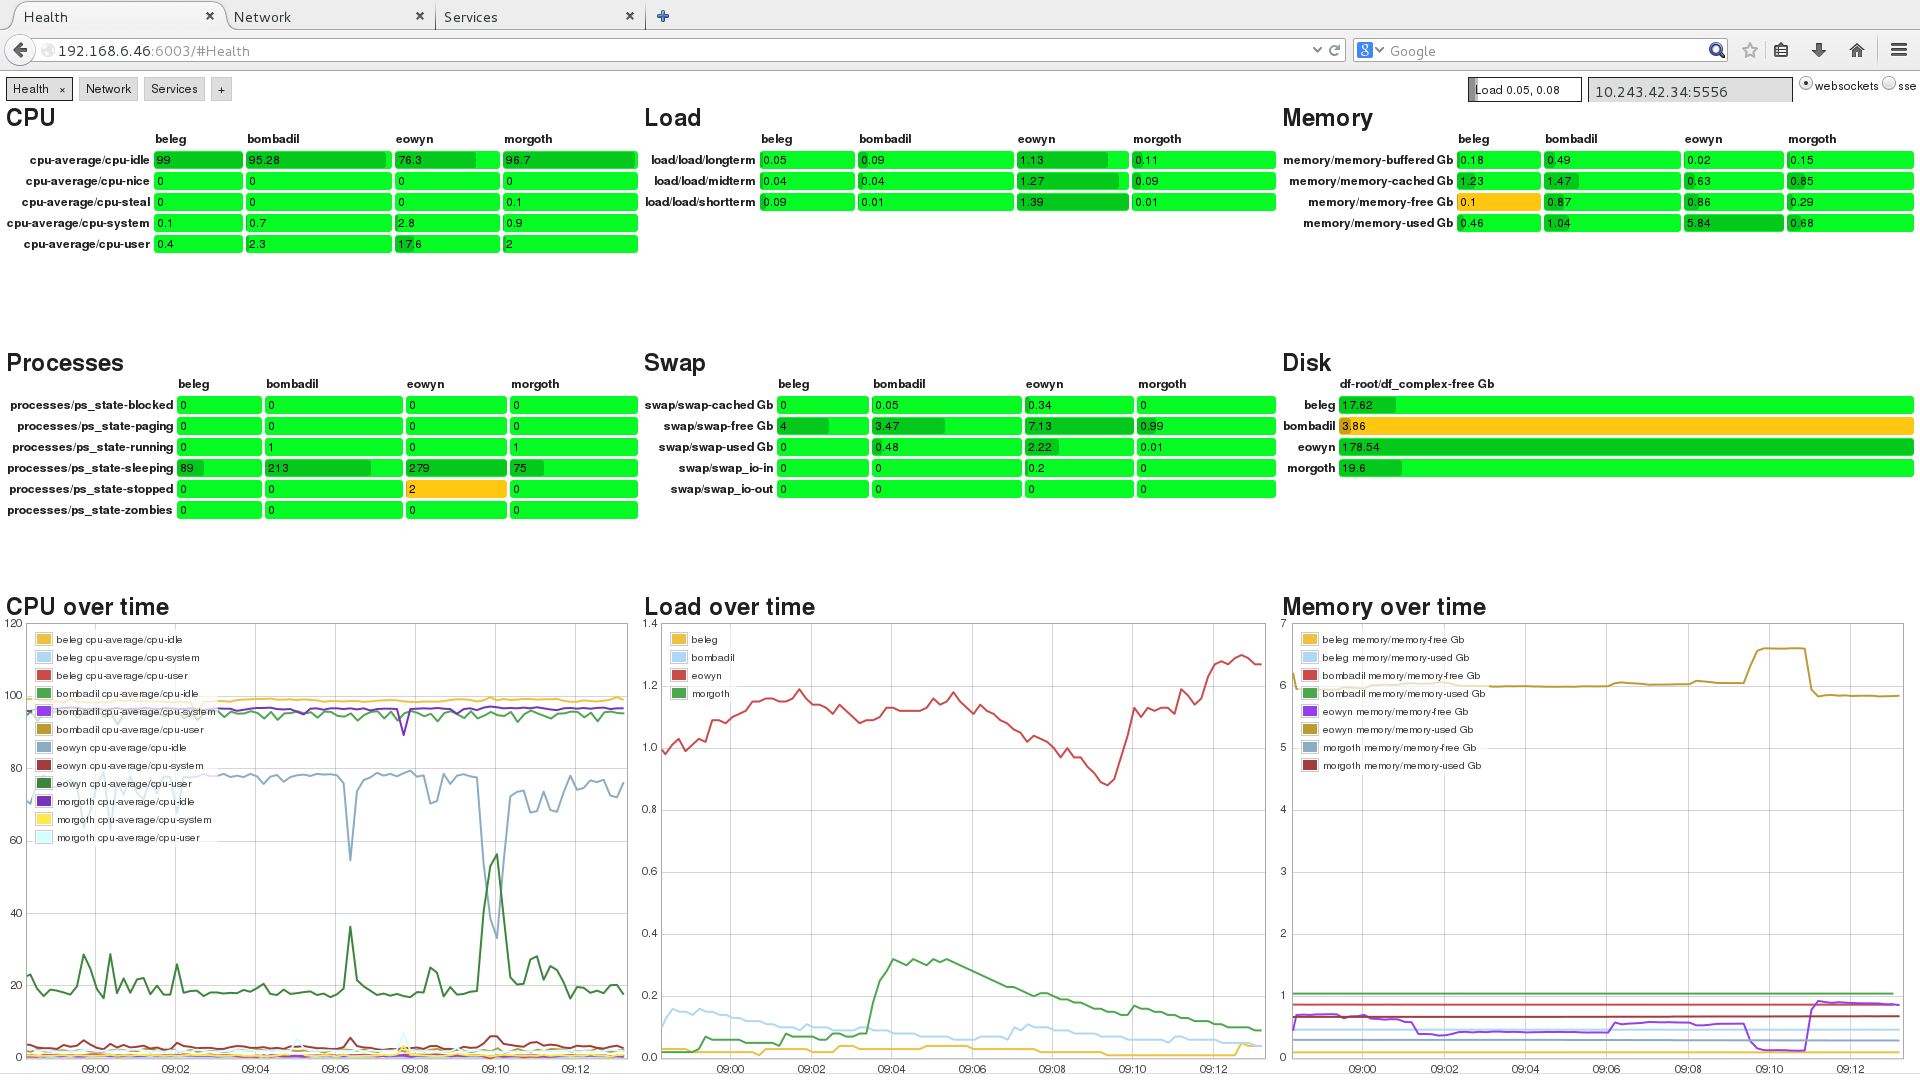 Health Network Services
192.168.6.46:6003/#Health Google
Health × Network Services + Load 0.05, 0.08 10.243.42.34:5556 websockets sse
CPU
beleg bombadil eowyn morgoth
cpu-average/cpu-idle 99 95.28 76.3 96.7
cpu-average/cpu-nice 0 0 0 0
cpu-average/cpu-steal 0 0 0 0.1
cpu-average/cpu-system 0.1 0.7 2.8 0.9
cpu-average/cpu-user 0.4 2.3 17.6 2
Load
beleg bombadil eowyn morgoth
load/load/longterm 0.05 0.09 1.13 0.11
load/load/midterm 0.04 0.04 1.27 0.09
load/load/shortterm 0.09 0.01 1.39 0.01
Memory
beleg bombadil eowyn morgoth
memory/memory-buffered Gb 0.18 0.49 0.02 0.15
memory/memory-cached Gb 1.23 1.47 0.63 0.85
memory/memory-free Gb 0.1 0.87 0.86 0.29
memory/memory-used Gb 0.46 1.04 5.84 0.68
Processes
beleg bombadil eowyn morgoth
processes/ps_state-blocked 0 0 0 0
processes/ps_state-paging 0 0 0 0
processes/ps_state-running 0 1 0 1
processes/ps_state-sleeping 89 213 279 75
processes/ps_state-stopped 0 0 2 0
processes/ps_state-zombies 0 0 0 0
Swap
beleg bombadil eowyn morgoth
swap/swap-cached Gb 0 0.05 0.34 0
swap/swap-free Gb 4 3.47 7.13 0.99
swap/swap-used Gb 0 0.48 2.22 0.01
swap/swap_io-in 0 0 0.2 0
swap/swap_io-out 0 0 0 0
Disk
df-root/df_complex-free Gb
beleg 17.62
bombadil 3.86
eowyn 178.54
morgoth 19.6
CPU over time
120
100
80
60
40
20
0
beleg cpu-average/cpu-idle
beleg cpu-average/cpu-system
beleg cpu-average/cpu-user
bombadil cpu-average/cpu-idle
bombadil cpu-average/cpu-system
bombadil cpu-average/cpu-user
eowyn cpu-average/cpu-idle
eowyn cpu-average/cpu-system
eowyn cpu-average/cpu-user
morgoth cpu-average/cpu-idle
morgoth cpu-average/cpu-system
morgoth cpu-average/cpu-user
09:00 09:02 09:04 09:06 09:08 09:10 09:12
Load over time
1.4
1.2
1.0
0.8
0.6
0.4
0.2
0.0
beleg
bombadil
eowyn
morgoth
09:00 09:02 09:04 09:06 09:08 09:10 09:12
Memory over time
7
6
5
4
3
2
1
0
beleg memory/memory-free Gb
beleg memory/memory-used Gb
bombadil memory/memory-free Gb
bombadil memory/memory-used Gb
eowyn memory/memory-free Gb
eowyn memory/memory-used Gb
morgoth memory/memory-free Gb
morgoth memory/memory-used Gb
09:00 09:02 09:04 09:06 09:08 09:10 09:12